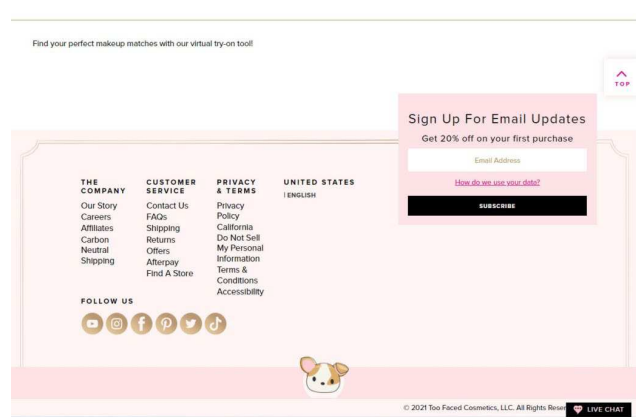 Find your perfect makeup matches with our virtual try-on tool!
TOP
Sign Up For Email Updates
Get 20% off on your first purchase
Email Address
How do we use your data?
SUBSCRIBE
THE
COMPANY
Our Story
Careers
Affiliates
Carbon
Neutral
Shipping
CUSTOMER
SERVICE
Contact Us
FAQs
Shipping
Returns
Offers
Afterpay
Find A Store
PRIVACY
& TERMS
Privacy
Policy
California
Do Not Sell
My Personal
Information
Terms &
Conditions
Accessibility
UNITED STATES
| ENGLISH
FOLLOW US
© 2021 Too Faced Cosmetics, LLC. All Rights Reser
LIVE CHAT